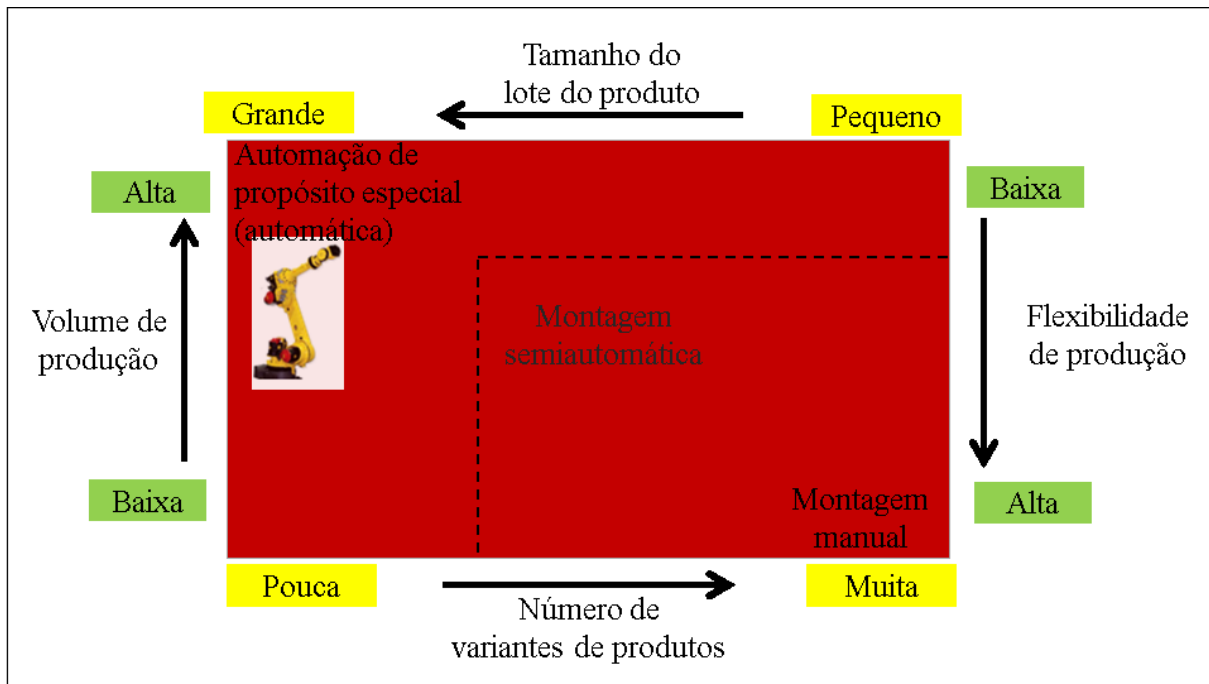 Tamanho do
lote do produto
Grande
Pequeno
Automação de
propósito especial
(automática)
Alta
Baixa
Volume de
produção
Montagem
semiautomática
Flexibilidade
de produção
Baixa
Montagem
manual
Alta
Pouca
Muita
Número de
variantes de produtos